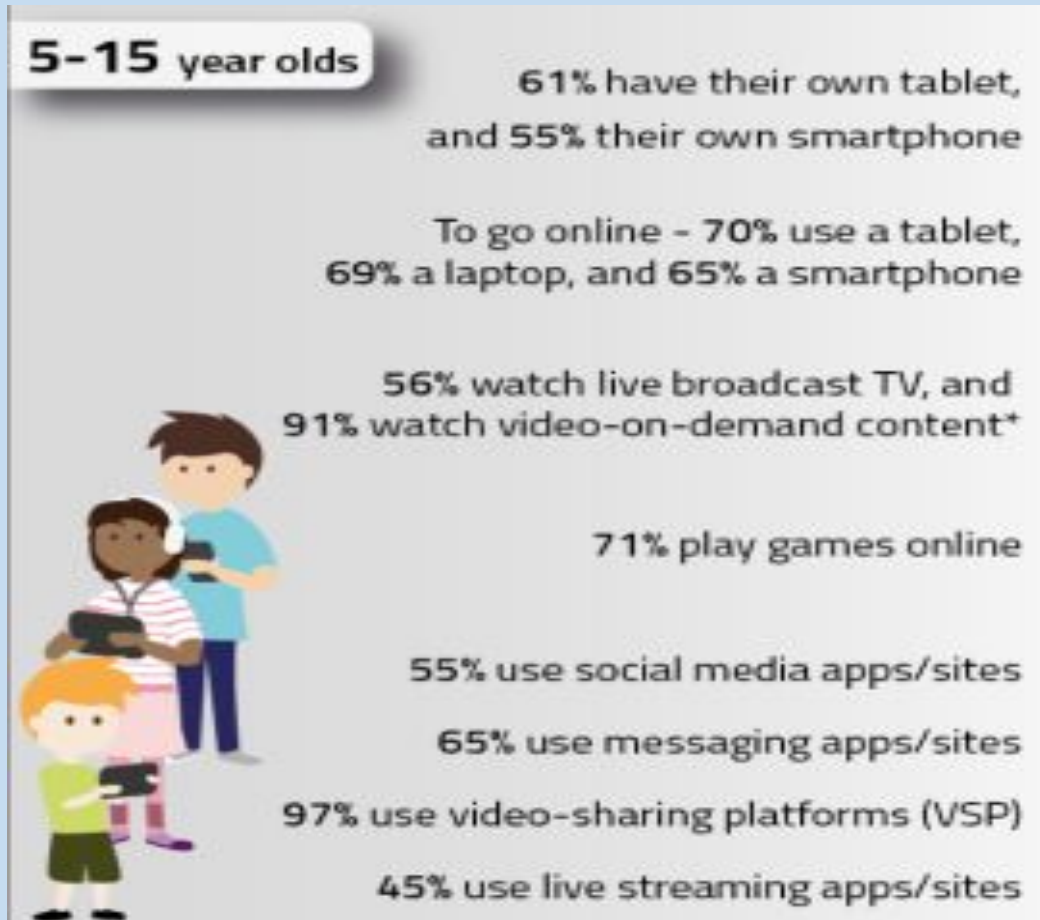 5-15 year olds
61% have their own tablet,
and 55% their own smartphone
To go online - 70% use a tablet,
69% a laptop, and 65% a smartphone
56% watch live broadcast TV, and
91% watch video-on-demand content*
71% play games online
55% use social media apps/sites
65% use messaging apps/sites
97% use video-sharing platforms (VSP)
45% use live streaming apps/sites